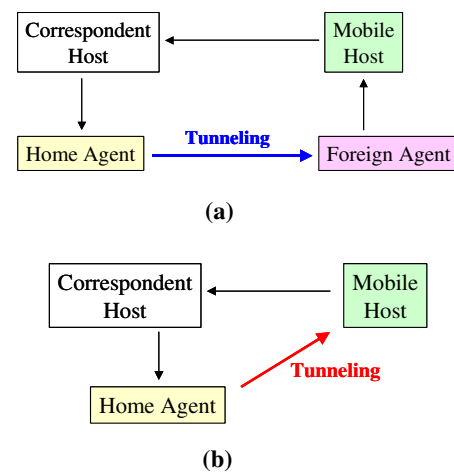 Correspondent
Host
Mobile
Host
Tunneling
Home Agent
Foreign Agent
(a)
Correspondent
Host
Mobile
Host
Tunneling
Home Agent
(b)